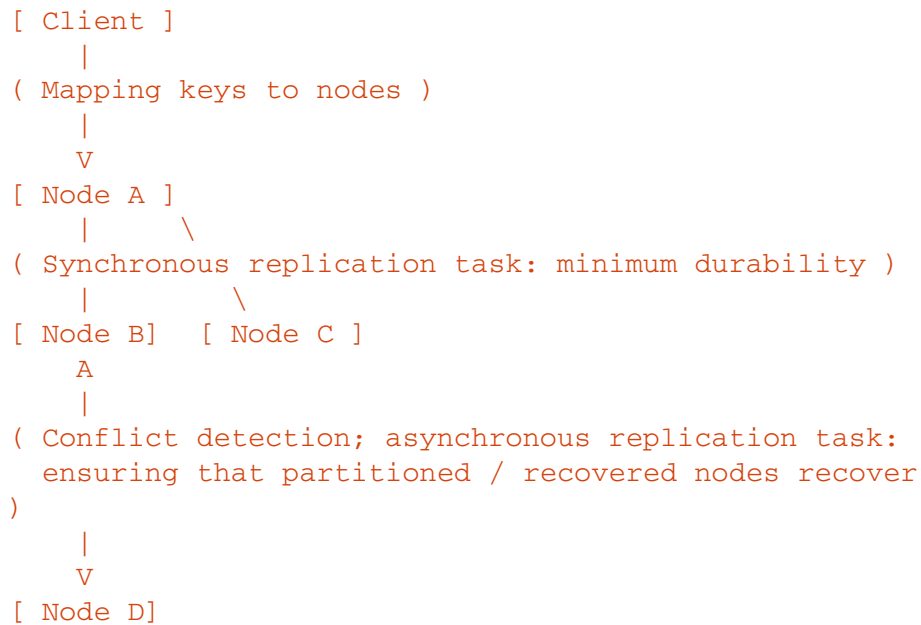 [ Client ]
    |
( Mapping keys to nodes )
    |
    V
[ Node A ]
    |     \
( Synchronous replication task: minimum durability )
    |        \
[ Node B]  [ Node C ]
    A
    |
( Conflict detection; asynchronous replication task:
  ensuring that partitioned / recovered nodes recover
)
    |
    V
[ Node D]